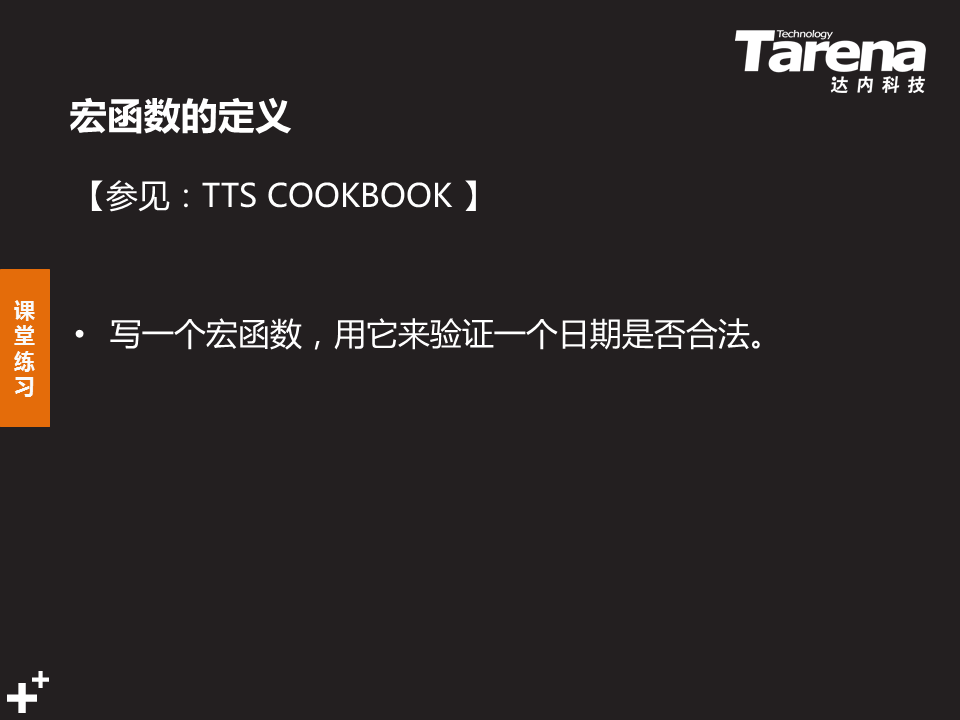 Technology
Tarena
达内科技
宏函数的定义
【参见：TTS COOKBOOK 】
课
堂
练
习
• 写一个宏函数，用它来验证一个日期是否合法。